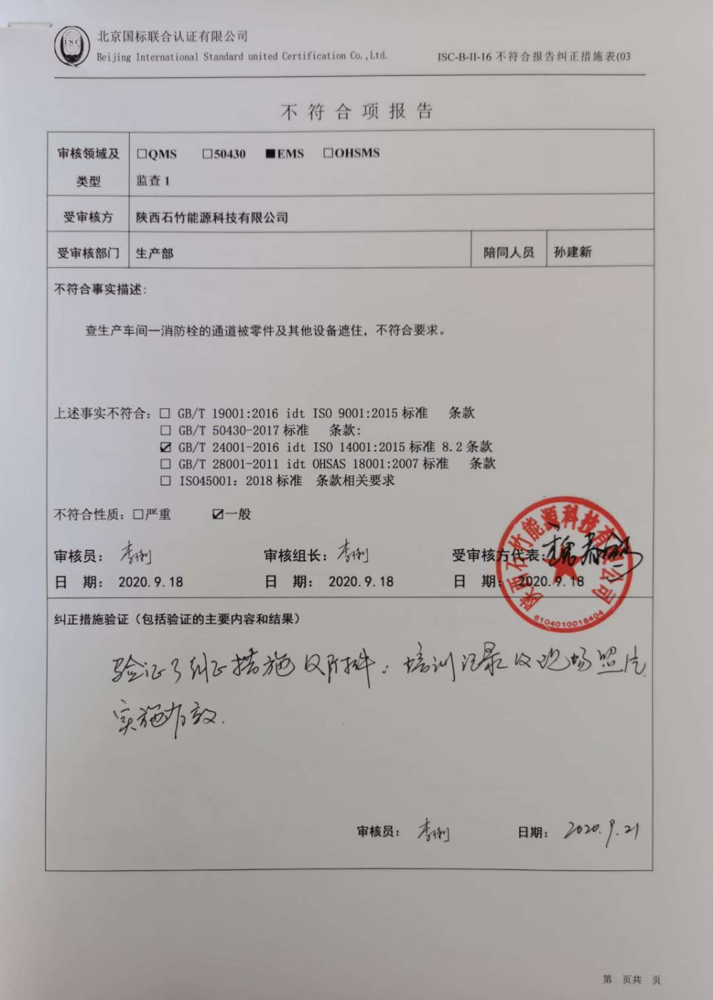 ISC
北京国标联合认证有限公司
Beijing International Standard united Certification Co.,Ltd.
ISC-B-II-16 不符合报告纠正措施表(03
不符合项报告
审核领域及类型
□QMS □50430 ■EMS □OHSMS
监查 1
受审核方 陕西石竹能源科技有限公司
受审核部门 生产部 陪同人员 孙建新
不符合事实描述:
查生产车间一消防栓的通道被零件及其他设备遮住，不符合要求。
上述事实不符合: □ GB/T 19001:2016 idt ISO 9001:2015 标准 条款
□ GB/T 50430-2017 标准 条款:
☑ GB/T 24001-2016 idt ISO 14001:2015 标准 8.2 条款
□ GB/T 28001-2011 idt OHSAS 18001:2007 标准 条款
□ ISO45001: 2018 标准 条款相关要求
不符合性质: □严重 ☑一般
审核员: 审核组长: 受审核方代表:
日 期: 2020.9.18 日 期: 2020.9.18 日 期: 2020.9.18
陕西石竹能源科技有限公司
6104010018404
纠正措施验证（包括验证的主要内容和结果）
验证了纠正措施及附件：培训记录及现场照片,
实施有效.
审核员: 日期: 2020.9.21
第 页共 页